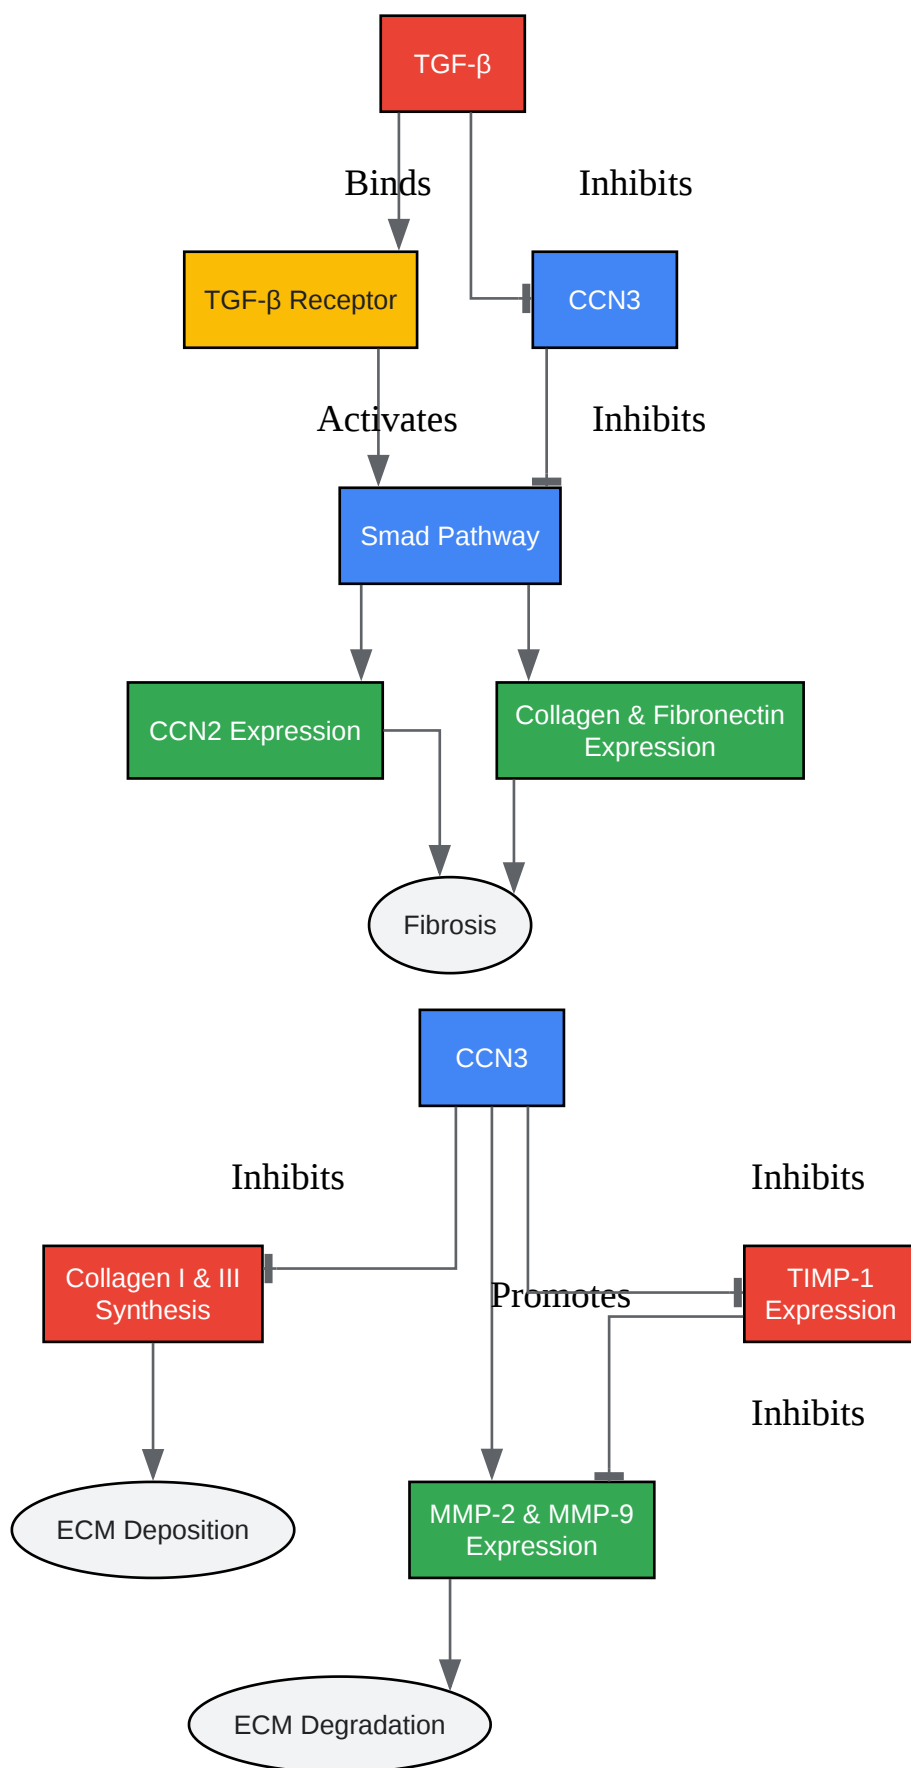 TGF-β
Binds
Inhibits
TGF-β Receptor
CCN3
Activates
Inhibits
Smad Pathway
CCN2 Expression
Collagen & Fibronectin
Expression
Fibrosis
CCN3
Inhibits
Inhibits
Collagen I & III
Synthesis
Promotes
TIMP-1
Expression
Inhibits
ECM Deposition
MMP-2 & MMP-9
Expression
ECM Degradation